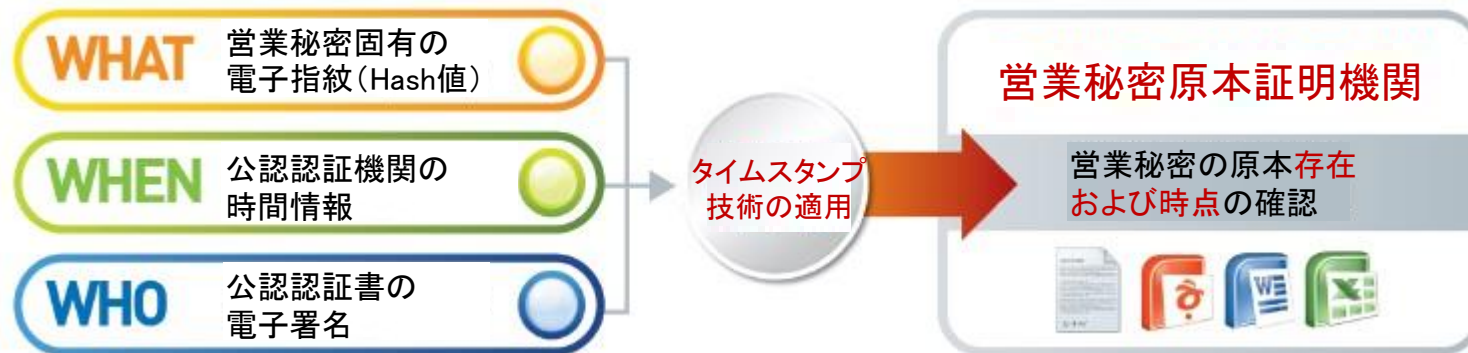 WHAT
営業秘密固有の
電子指紋(Hash値)
WHEN
公認認証機関の
時間情報
WHO
公認認証書の
電子署名
タイムスタンプ
技術の適用
営業秘密原本証明機関
営業秘密の原本存在
および時点の確認